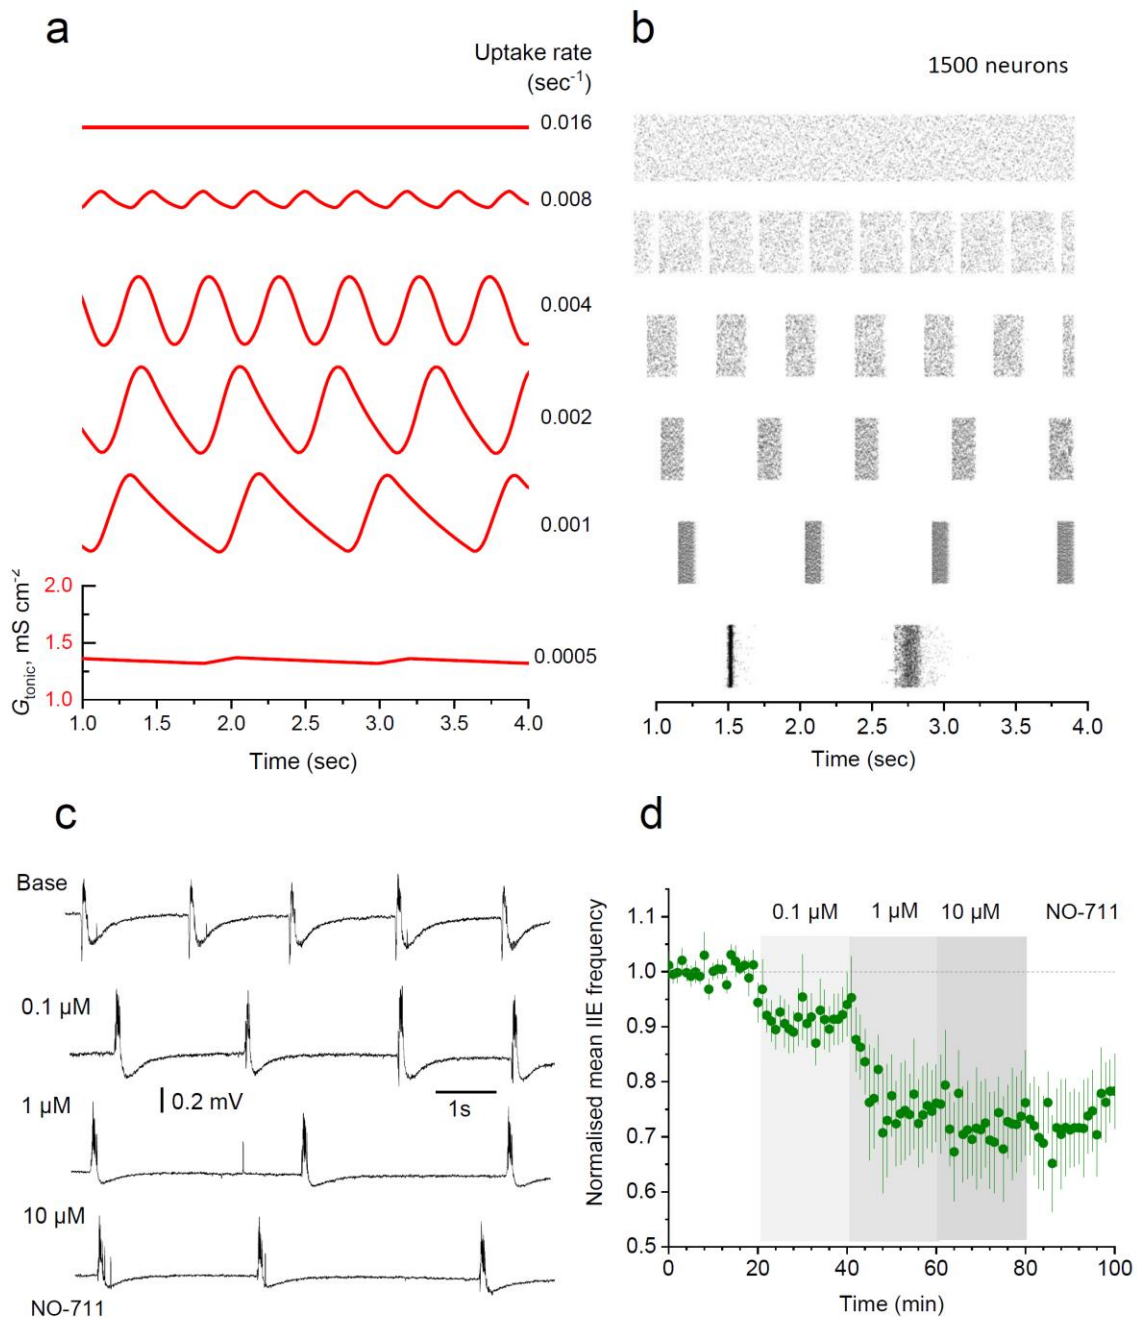 a
Uptake rate
(sec⁻¹)
0.016
0.008
0.004
0.002
0.001
0.0005
Gtonic, mS cm⁻²
2.0
1.5
1.0
1.0 1.5 2.0 2.5 3.0 3.5 4.0
Time (sec)
b
1500 neurons
1.0 1.5 2.0 2.5 3.0 3.5 4.0
Time (sec)
c
Base
0.1 µM
0.2 mV
1s
1 µM
10 µM
NO-711
d
Normalised mean IIE frequency
1.1
1.0
0.9
0.8
0.7
0.6
0.5
0.1 µM 1 µM 10 µM NO-711
0 20 40 60 80 100
Time (min)